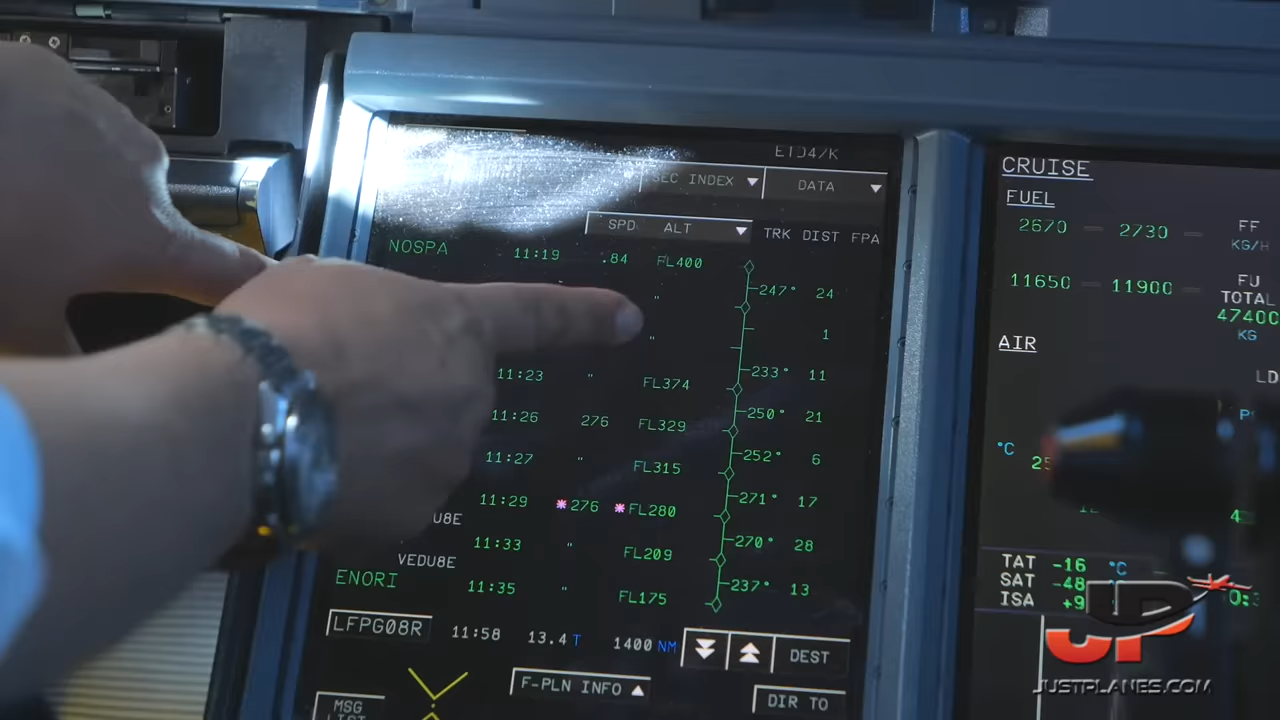 SEC INDEX DATA
SPD ALT TRK DIST FPA
NOSPA 11:19 .84 FL400
" 247° 24
" 1
11:23 " FL374 233° 11
11:26 276 FL329 250° 21
11:27 " FL315 252° 6
11:29 *276 *FL280 271° 17
U8E
11:33 " FL209 270° 28
VEDU8E
ENORI 11:35 " FL175 237° 13
LFPG08R 11:58 13.4 T 1400 NM DEST
F-PLN INFO DIR TO
MSG
LIST
CRUISE
FUEL
2670 2730 FF
KG/H
11650 11900 FU
TOTAL
47400
KG
AIR
LD
°C
TAT -16 °C
SAT -48
ISA +9
JP
JUSTPLANES.COM